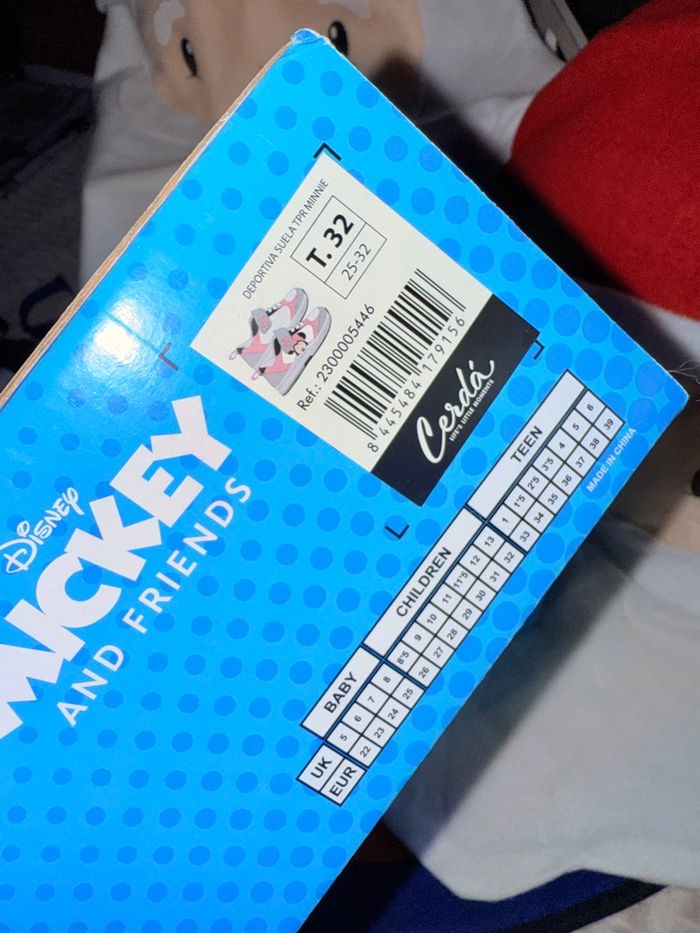 DEPORTIVA SUELA TPR MINNIE
T. 32
25-32
Ref.: 2300005446
8 445484 179156
Cerdá
LIFE'S LITTLE MOMENTS
Disney
MICKEY
AND FRIENDS
BABY CHILDREN TEEN
UK 5 6 7 8 8'5 9 10 11 11'5 12 13 1 1'5 2'5 3'5 4 5 6
EUR 22 23 24 25 26 27 28 29 30 31 32 33 34 35 36 37 38 39
MADE IN CHINA